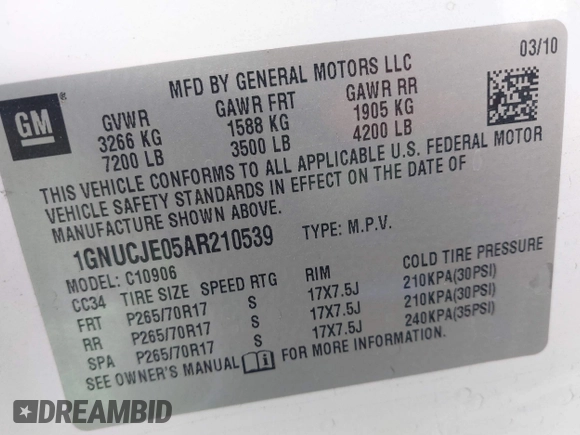 03/10
MFD BY GENERAL MOTORS LLC
GM®
GVWR GAWR FRT GAWR RR
3266 KG 1588 KG 1905 KG
7200 LB 3500 LB 4200 LB
THIS VEHICLE CONFORMS TO ALL APPLICABLE U.S. FEDERAL MOTOR
VEHICLE SAFETY STANDARDS IN EFFECT ON THE DATE OF
MANUFACTURE SHOWN ABOVE.
1GNUCJE05AR210539 TYPE: M.P.V.
MODEL: C10906
CC34 TIRE SIZE SPEED RTG RIM COLD TIRE PRESSURE
FRT P265/70R17 S 17X7.5J 210KPA(30PSI)
RR P265/70R17 S 17X7.5J 210KPA(30PSI)
SPA P265/70R17 S 17X7.5J 240KPA(35PSI)
SEE OWNER'S MANUAL i FOR MORE INFORMATION.
DREAMBID